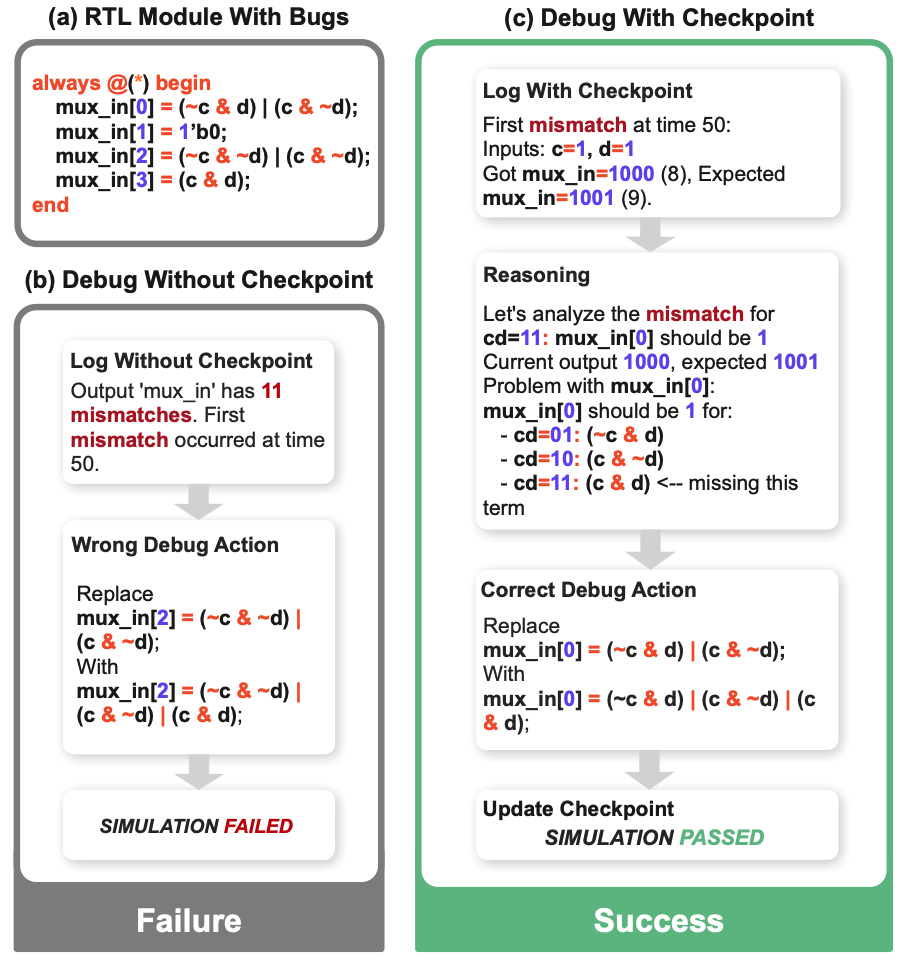 (a) RTL Module With Bugs
always @(*) begin
mux_in[0] = (~c & d) | (c & ~d);
mux_in[1] = 1’b0;
mux_in[2] = (~c & ~d) | (c & ~d);
mux_in[3] = (c & d);
end
(b) Debug Without Checkpoint
Log Without Checkpoint
Output 'mux_in' has 11
mismatches. First
mismatch occurred at time
50.
Wrong Debug Action
Replace
mux_in[2] = (~c & ~d) |
(c & ~d);
With
mux_in[2] = (~c & ~d) |
(c & ~d) | (c & d);
SIMULATION FAILED
Failure
(c) Debug With Checkpoint
Log With Checkpoint
First mismatch at time 50:
Inputs: c=1, d=1
Got mux_in=1000 (8), Expected
mux_in=1001 (9).
Reasoning
Let's analyze the mismatch for
cd=11: mux_in[0] should be 1
Current output 1000, expected 1001
Problem with mux_in[0]:
mux_in[0] should be 1 for:
- cd=01: (~c & d)
- cd=10: (c & ~d)
- cd=11: (c & d) <-- missing this
term
Correct Debug Action
Replace
mux_in[0] = (~c & d) | (c & ~d);
With
mux_in[0] = (~c & d) | (c & ~d) | (c
& d);
Update Checkpoint
SIMULATION PASSED
Success